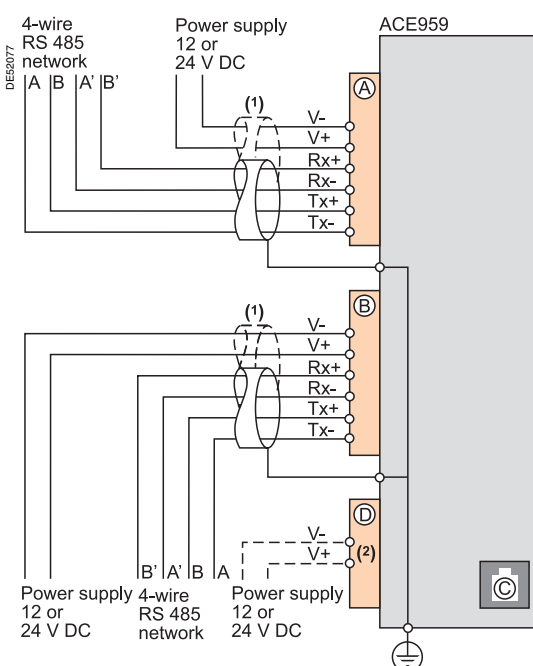 4-wire
RS 485
network
Power supply
12 or
24 V DC
ACE959
DE52077
A B A' B'
(1)
A
V-
V+
Rx+
Rx-
Tx+
Tx-
(1)
B
V-
V+
Rx+
Rx-
Tx+
Tx-
D
(2)
V-
V+
C
B' A' B A
Power supply
12 or
24 V DC
4-wire
RS 485
network
Power supply
12 or
24 V DC